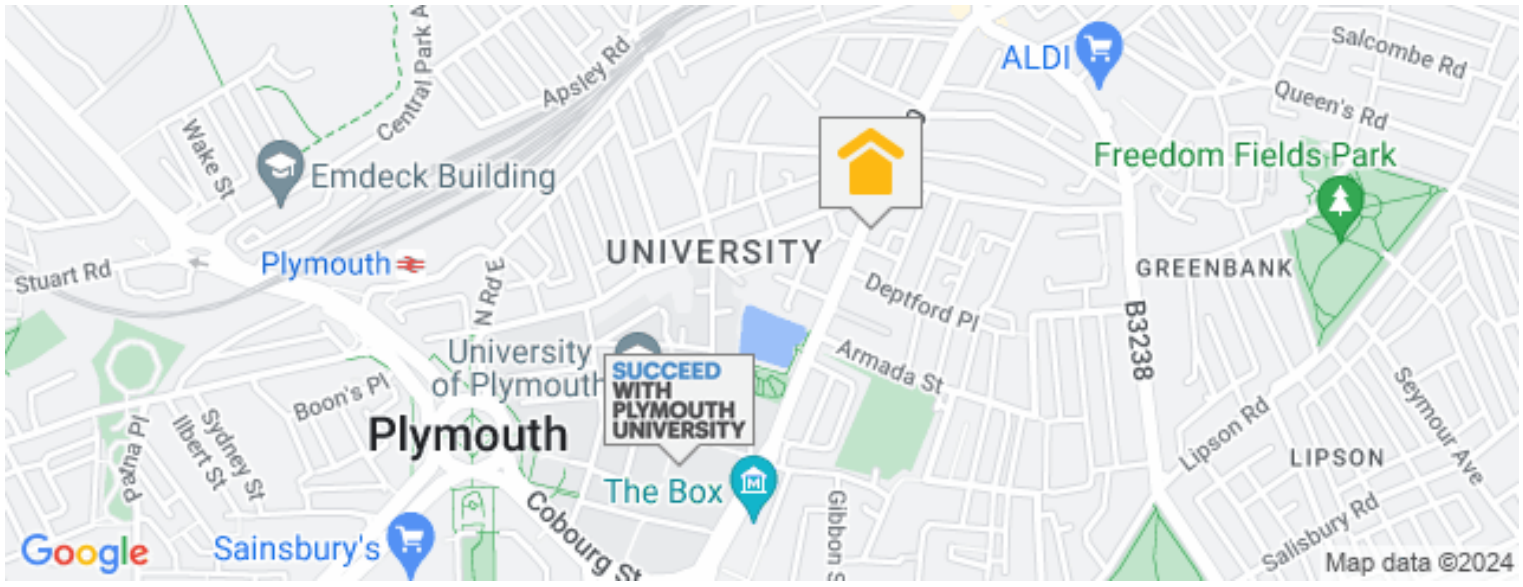 Salcombe Rd
Central Park A
Apsley Rd
ALDI
Queen's Rd
Wake St
Emdeck Building
Freedom Fields Park
UNIVERSITY
Plymouth
Stuart Rd
N Rd E
GREENBANK
Deptford Pl
B3238
University
of Plymouth
SUCCEED
WITH
PLYMOUTH
UNIVERSITY
Armada St
Boon's Pl
Seymour Ave
Plymouth
Patna Pl
Sydney St
Ilbert St
Lipson Rd
LIPSON
The Box
Gibbon S
Cobourg St
Salisbury Rd
Sainsbury's
Google
Map data ©2024